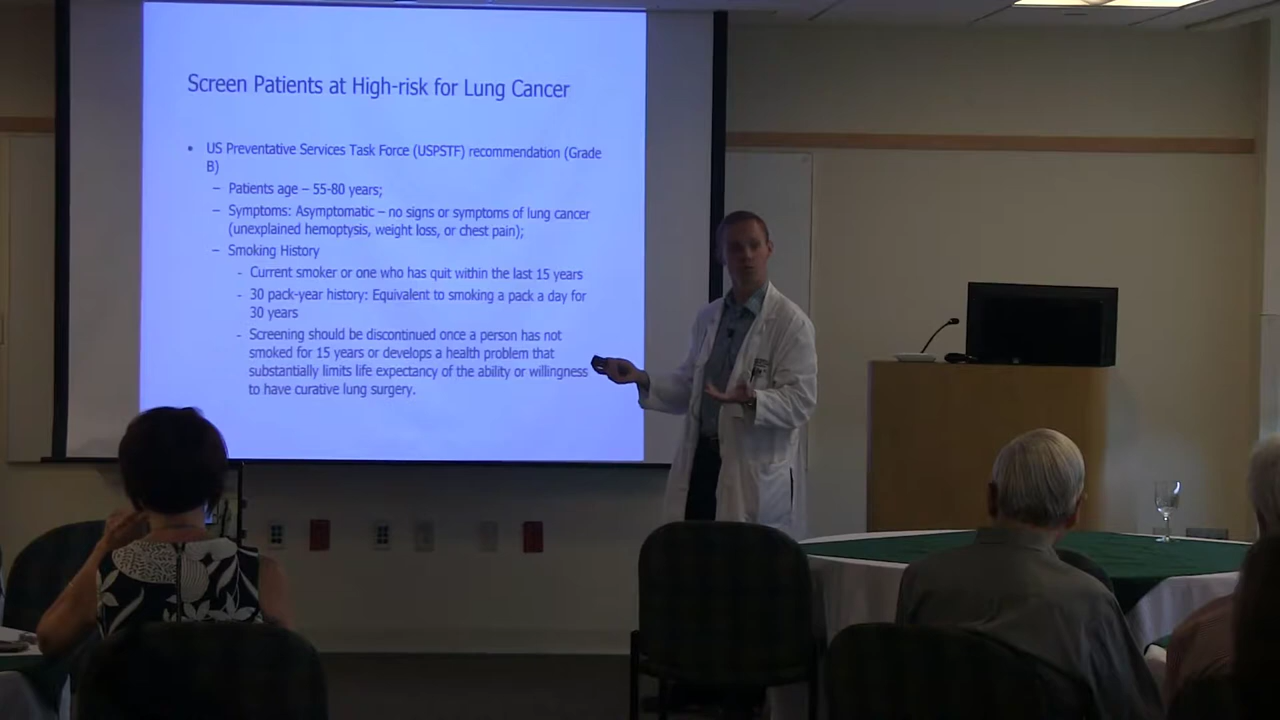 Screen Patients at High-risk for Lung Cancer
• US Preventative Services Task Force (USPSTF) recommendation (Grade
B)
– Patients age – 55-80 years;
– Symptoms: Asymptomatic – no signs or symptoms of lung cancer
(unexplained hemoptysis, weight loss, or chest pain);
– Smoking History
- Current smoker or one who has quit within the last 15 years
- 30 pack-year history: Equivalent to smoking a pack a day for
30 years
- Screening should be discontinued once a person has not
smoked for 15 years or develops a health problem that
substantially limits life expectancy of the ability or willingness
to have curative lung surgery.